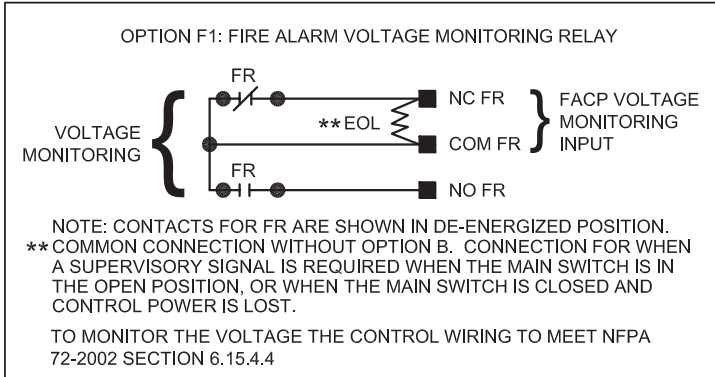 OPTION F1: FIRE ALARM VOLTAGE MONITORING RELAY
FR
NC FR
VOLTAGE
MONITORING
**EOL
COM FR
FACP VOLTAGE
MONITORING
INPUT
FR
NO FR
NOTE: CONTACTS FOR FR ARE SHOWN IN DE-ENERGIZED POSITION.
**COMMON CONNECTION WITHOUT OPTION B. CONNECTION FOR WHEN
A SUPERVISORY SIGNAL IS REQUIRED WHEN THE MAIN SWITCH IS IN
THE OPEN POSITION, OR WHEN THE MAIN SWITCH IS CLOSED AND
CONTROL POWER IS LOST.
TO MONITOR THE VOLTAGE THE CONTROL WIRING TO MEET NFPA
72-2002 SECTION 6.15.4.4